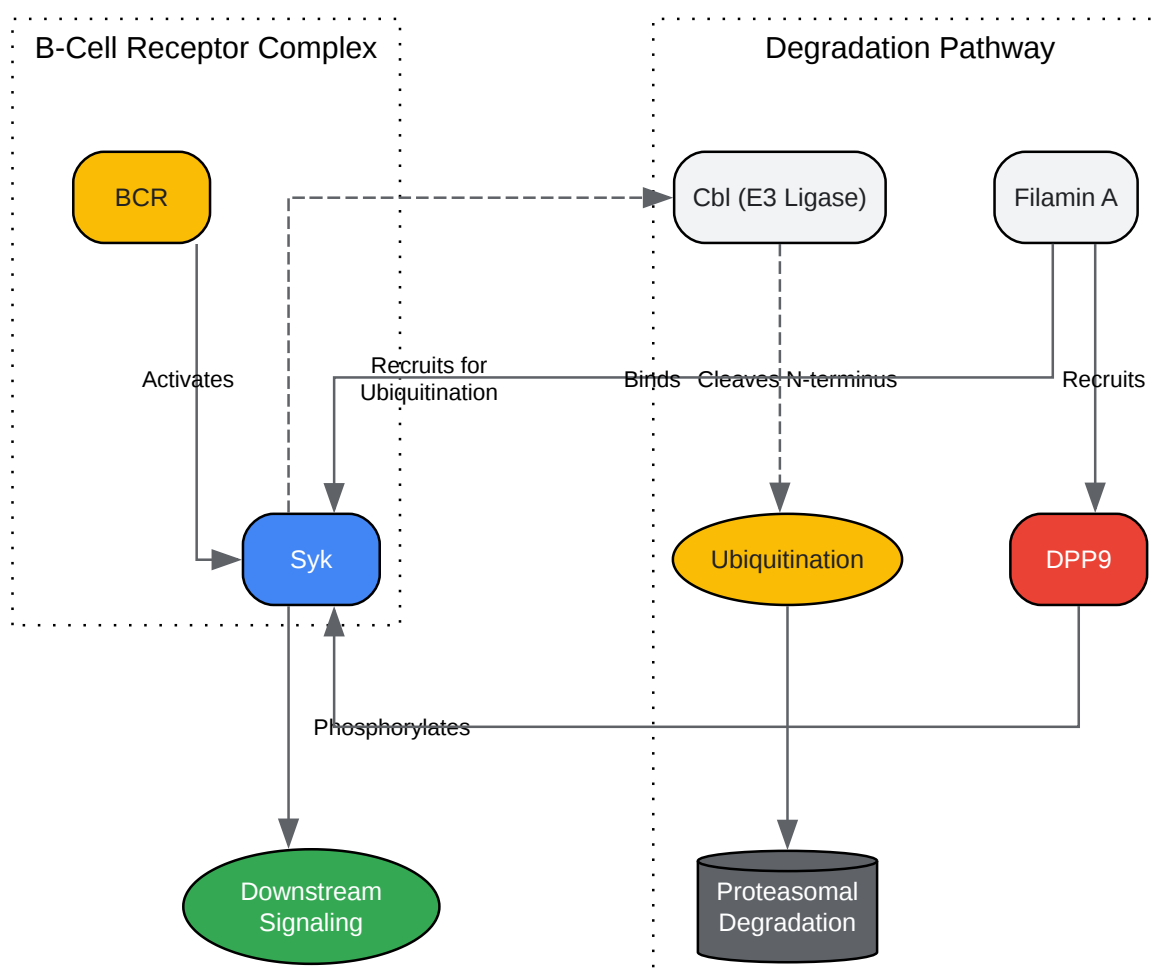 B-Cell Receptor Complex
Degradation Pathway
BCR
Cbl (E3 Ligase)
Filamin A
Activates
Recruits for
Ubiquitination
Binds
Cleaves N-terminus
Recruits
Syk
Ubiquitination
DPP9
Phosphorylates
Downstream
Signaling
Proteasomal
Degradation